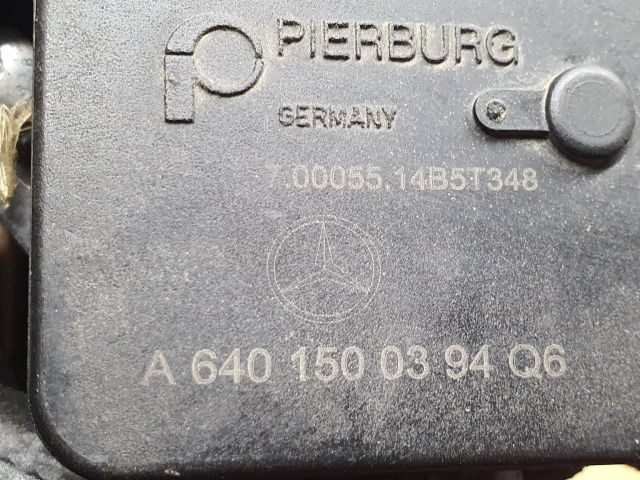 PIERBURG
GERMANY
7.00055.14B5T348
A 640 150 03 94 Q6